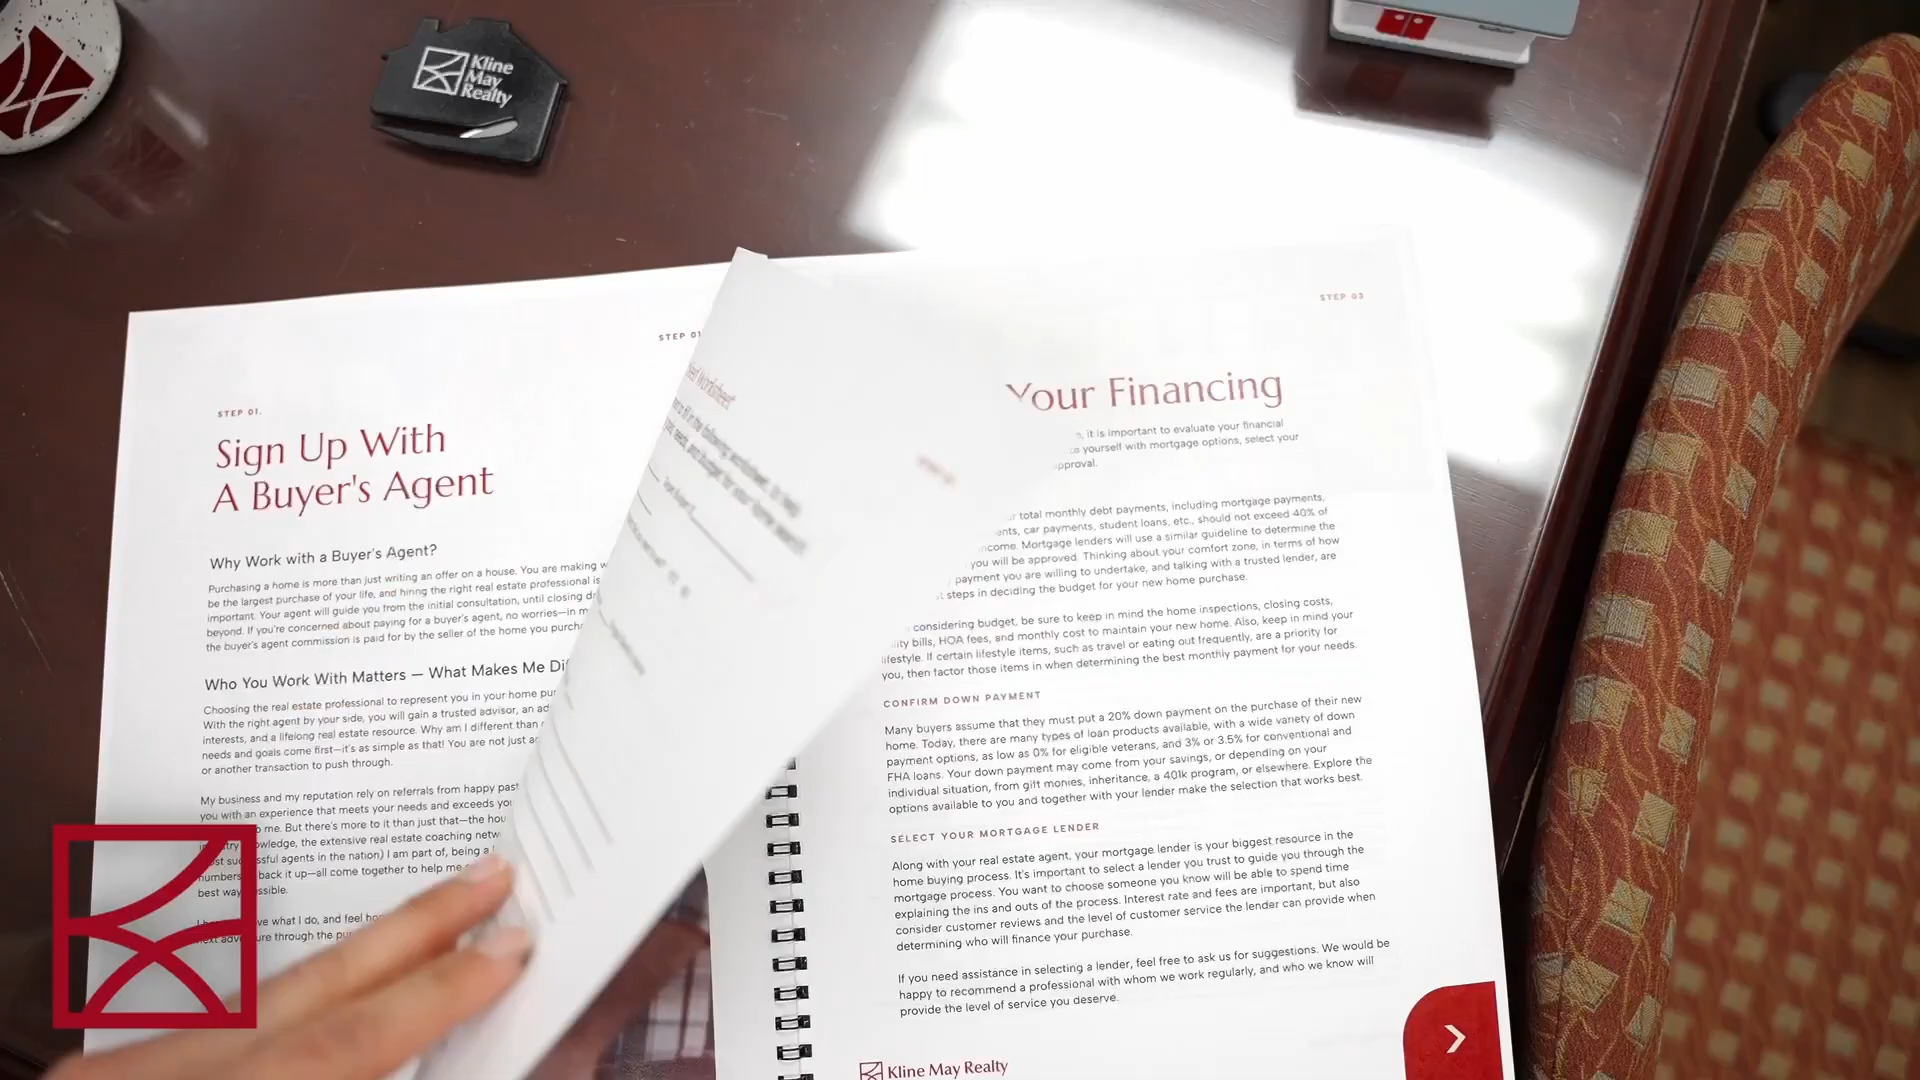 Kline
May
Realty
STEP 01
STEP 01.
Sign Up With
A Buyer's Agent
Why Work with a Buyer's Agent?
Purchasing a home is more than just writing an offer on a house. You are making
be the largest purchase of your life, and hiring the right real estate professional is
important. Your agent will guide you from the initial consultation, until closing
beyond. If you're concerned about paying for a buyer's agent, no worries—in
the buyer's agent commission is paid for by the seller of the home you
Who You Work With Matters — What Makes Me
Choosing the real estate professional to represent you in your home
With the right agent by your side, you will gain a trusted advisor, an
interests, and a lifelong real estate resource. Why am I different than
needs and goals come first—it's as simple as that! You are not just
or another transaction to push through.
My business and my reputation rely on referrals from happy past
you with an experience that meets your needs and exceeds
me. But there's more to it than just that—the
the extensive real estate coaching
agents in the nation) I am part of, being a
back it up—all come together to help me
best way
what I do, and feel
through the
STEP 03
Your Financing
it is important to evaluate your financial
yourself with mortgage options, select your
total monthly debt payments, including mortgage payments,
car payments, student loans, etc., should not exceed 40% of
Mortgage lenders will use a similar guideline to determine the
you will be approved. Thinking about your comfort zone, in terms of how
payment you are willing to undertake, and talking with a trusted lender, are
steps in deciding the budget for your new home purchase.
considering budget, be sure to keep in mind the home inspections, closing costs,
bills, HOA fees, and monthly cost to maintain your new home. Also, keep in mind your
lifestyle. If certain lifestyle items, such as travel or eating out frequently, are a priority for
you, then factor those items in when determining the best monthly payment for your needs.
CONFIRM DOWN PAYMENT
Many buyers assume that they must put a 20% down payment on the purchase of their new
home. Today, there are many types of loan products available, with a wide variety of down
payment options, as low as 0% for eligible veterans, and 3% or 3.5% for conventional and
FHA loans. Your down payment may come from your savings, or depending on your
individual situation, from gift monies, inheritance, a 401k program, or elsewhere. Explore the
options available to you and together with your lender make the selection that works best.
SELECT YOUR MORTGAGE LENDER
Along with your real estate agent, your mortgage lender is your biggest resource in the
home buying process. It's important to select a lender you trust to guide you through the
mortgage process. You want to choose someone you know will be able to spend time
explaining the ins and outs of the process. Interest rate and fees are important, but also
consider customer reviews and the level of customer service the lender can provide when
determining who will finance your purchase.
If you need assistance in selecting a lender, feel free to ask us for suggestions. We would be
happy to recommend a professional with whom we work regularly, and who we know will
provide the level of service you deserve.
Kline May Realty